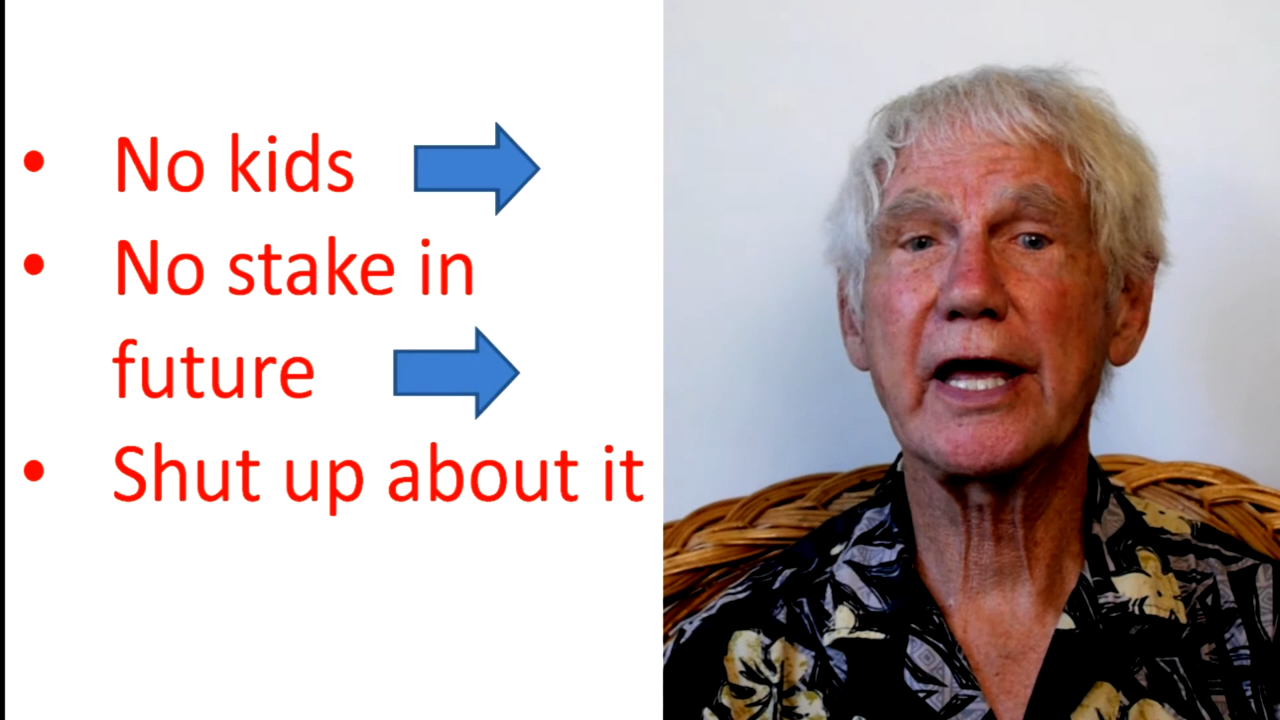 • No kids
• No stake in
future
• Shut up about it